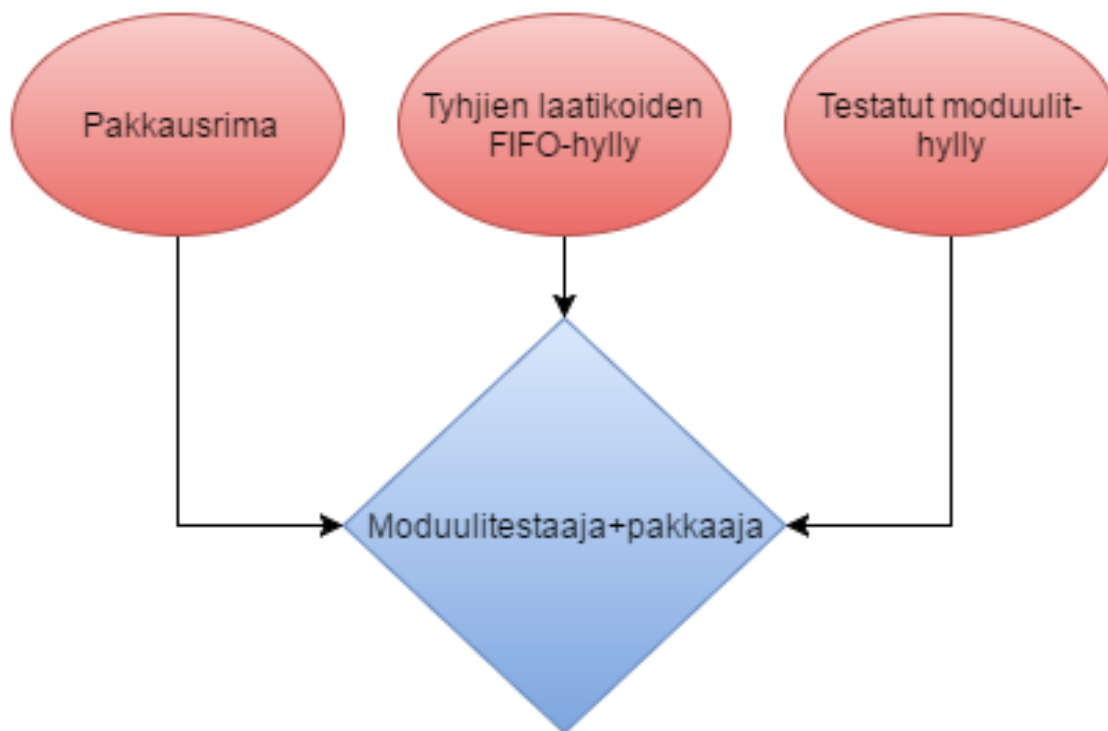 Pakkausrima
Tyhjien laatikoiden
FIFO-hylly
Testatut moduulit-
hylly
Moduulitestaaja+pakkaaja